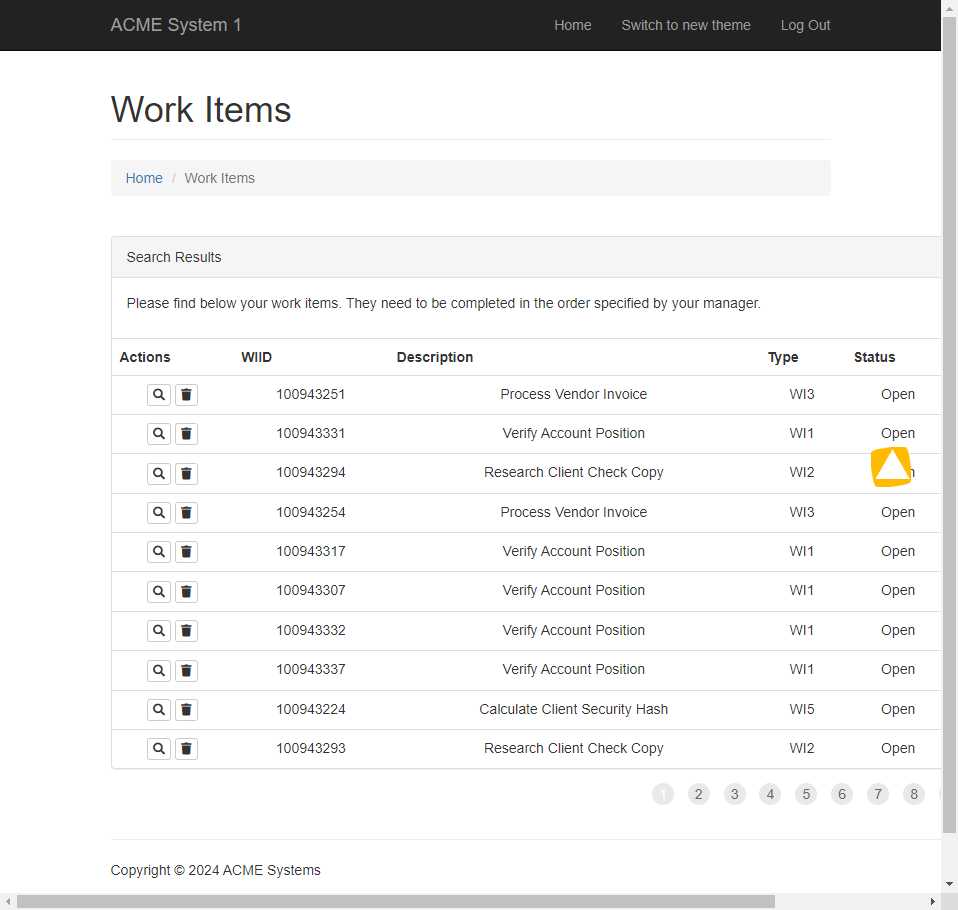 ACME System 1 Home Switch to new theme Log Out
Work Items
Home / Work Items
Search Results
Please find below your work items. They need to be completed in the order specified by your manager.
Actions WIID Description Type Status
100943251 Process Vendor Invoice WI3 Open
100943331 Verify Account Position WI1 Open
100943294 Research Client Check Copy WI2
100943254 Process Vendor Invoice WI3 Open
100943317 Verify Account Position WI1 Open
100943307 Verify Account Position WI1 Open
100943332 Verify Account Position WI1 Open
100943337 Verify Account Position WI1 Open
100943224 Calculate Client Security Hash WI5 Open
100943293 Research Client Check Copy WI2 Open
1 2 3 4 5 6 7 8
Copyright © 2024 ACME Systems